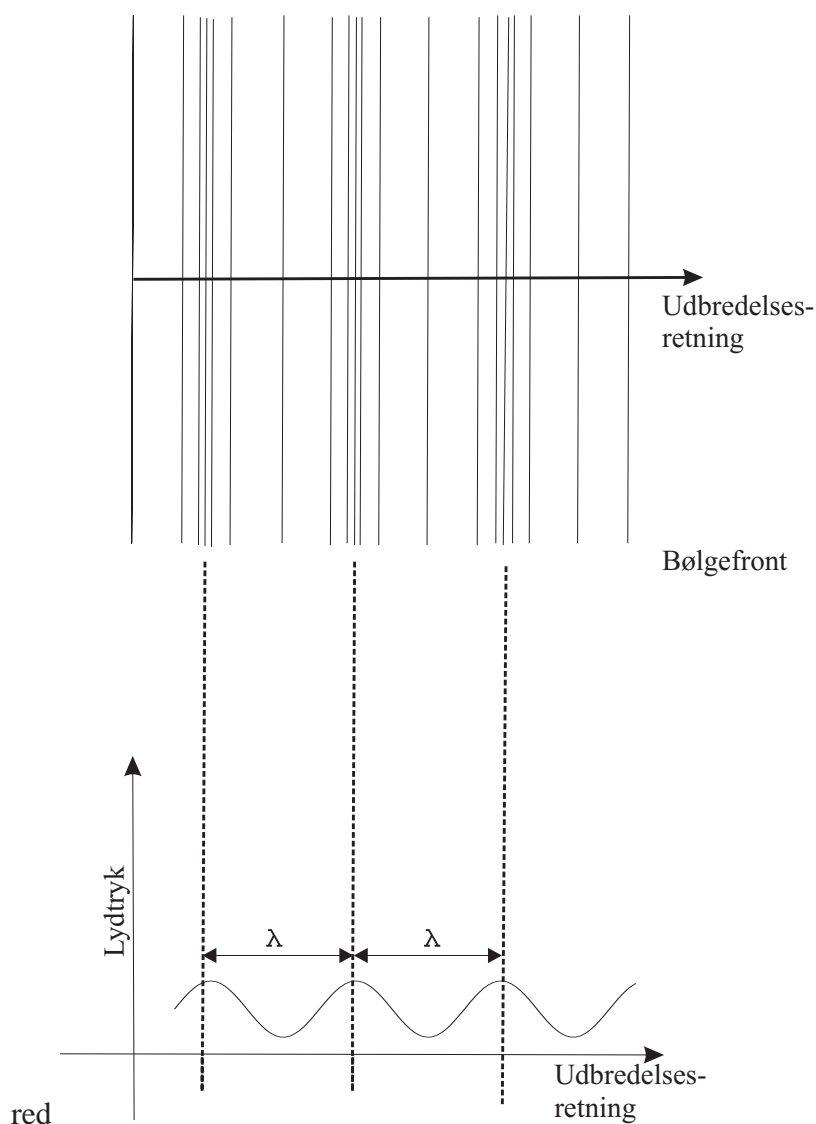 Udbredelses-
retning
Bølgefront
Lydtryk
λ λ
Udbredelses-
retning
red